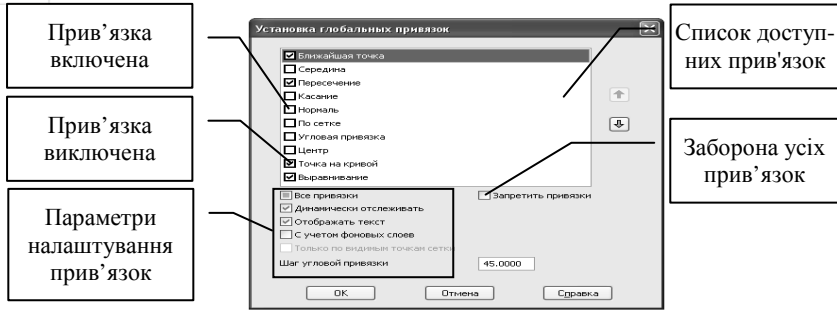 Прив’язка
включена
Прив’язка
виключена
Параметри
налаштування
прив’язок
Установка глобальных привязок
Ближайшая точка
Середина
Пересечение
Касание
Нормаль
По сетке
Угловая привязка
Центр
Точка на кривой
Выравнивание
Все привязки
Запретить привязки
Динамически отслеживать
Отображать текст
С учетом фоновых слоев
Только по видимым точкам сетки
Шаг угловой привязки
45.0000
OK
Отмена
Справка
Список доступ-
них прив'язок
Заборона усіх
прив’язок